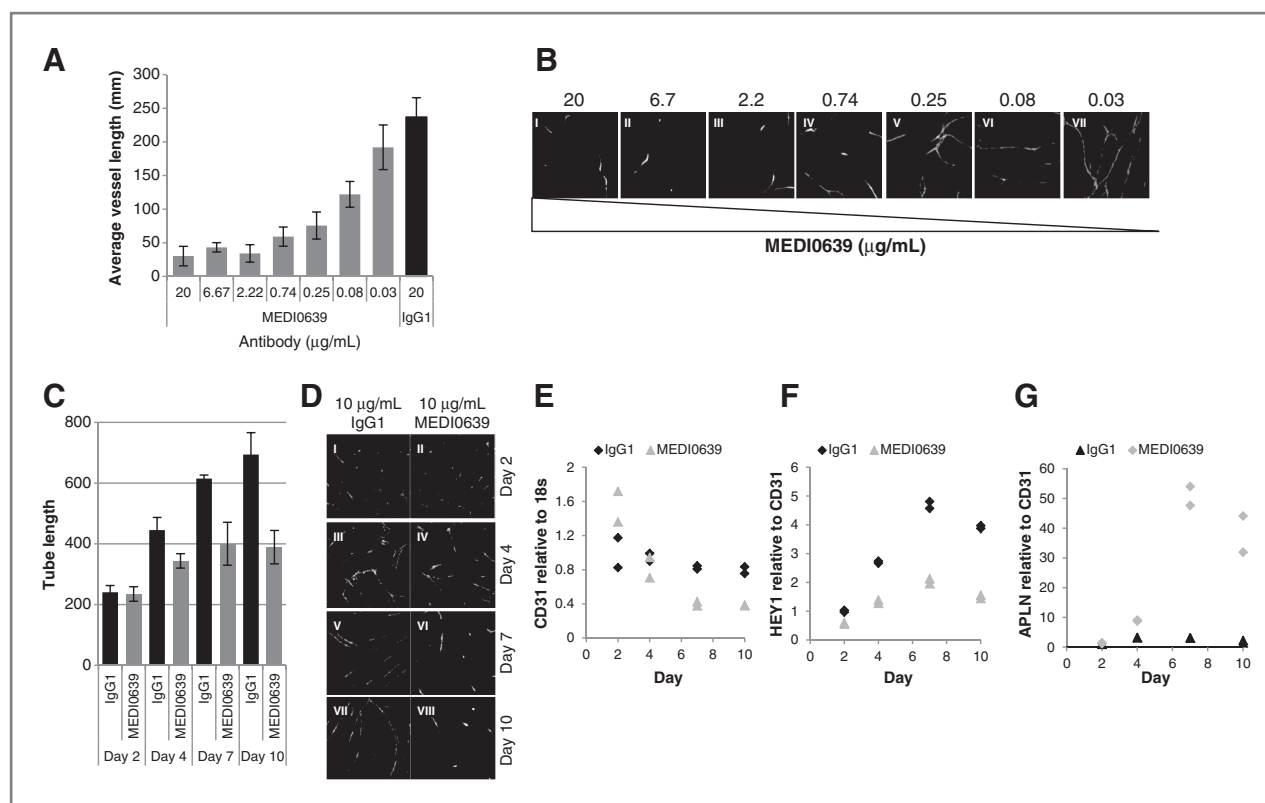 A
Average vessel length (mm)
300
250
200
150
100
50
0
20 6.67 2.22 0.74 0.25 0.08 0.03 20
MEDI0639 IgG1
Antibody (μg/mL)
B
20 6.7 2.2 0.74 0.25 0.08 0.03
I II III IV V VI VII
MEDI0639 (μg/mL)
C
Tube length
800
600
400
200
0
IgG1 MEDI0639 IgG1 MEDI0639 IgG1 MEDI0639 IgG1 MEDI0639
Day 2 Day 4 Day 7 Day 10
D
10 μg/mL 10 μg/mL
IgG1 MEDI0639
I II Day 2
III IV Day 4
V VI Day 7
VII VIII Day 10
E
IgG1 MEDI0639
CD31 relative to 18s
2
1.6
1.2
0.8
0.4
0
0 2 4 6 8 10
Day
F
IgG1 MEDI0639
HEY1 relative to CD31
6
5
4
3
2
1
0
0 2 4 6 8 10
Day
G
IgG1 MEDI0639
APLN relative to CD31
60
50
40
30
20
10
0
0 2 4 6 8 10
Day